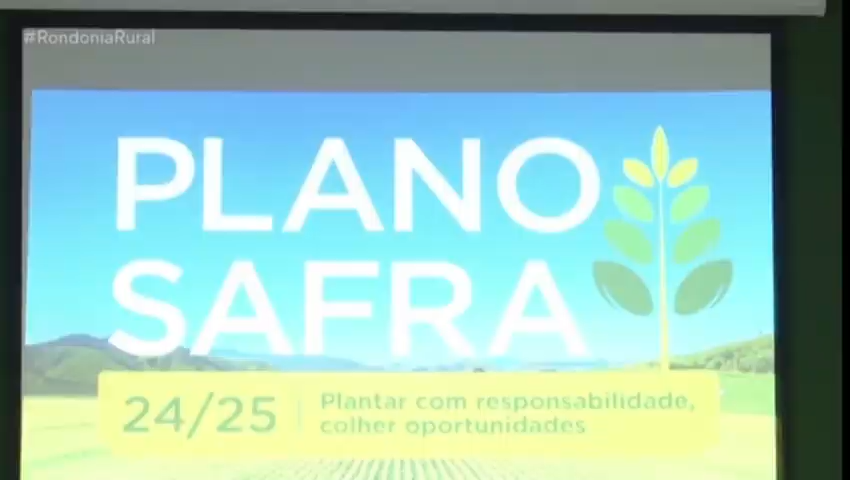 #RondoniaRural
PLANO
SAFRA
24/25
Plantar com responsabilidade,
colher oportunidades